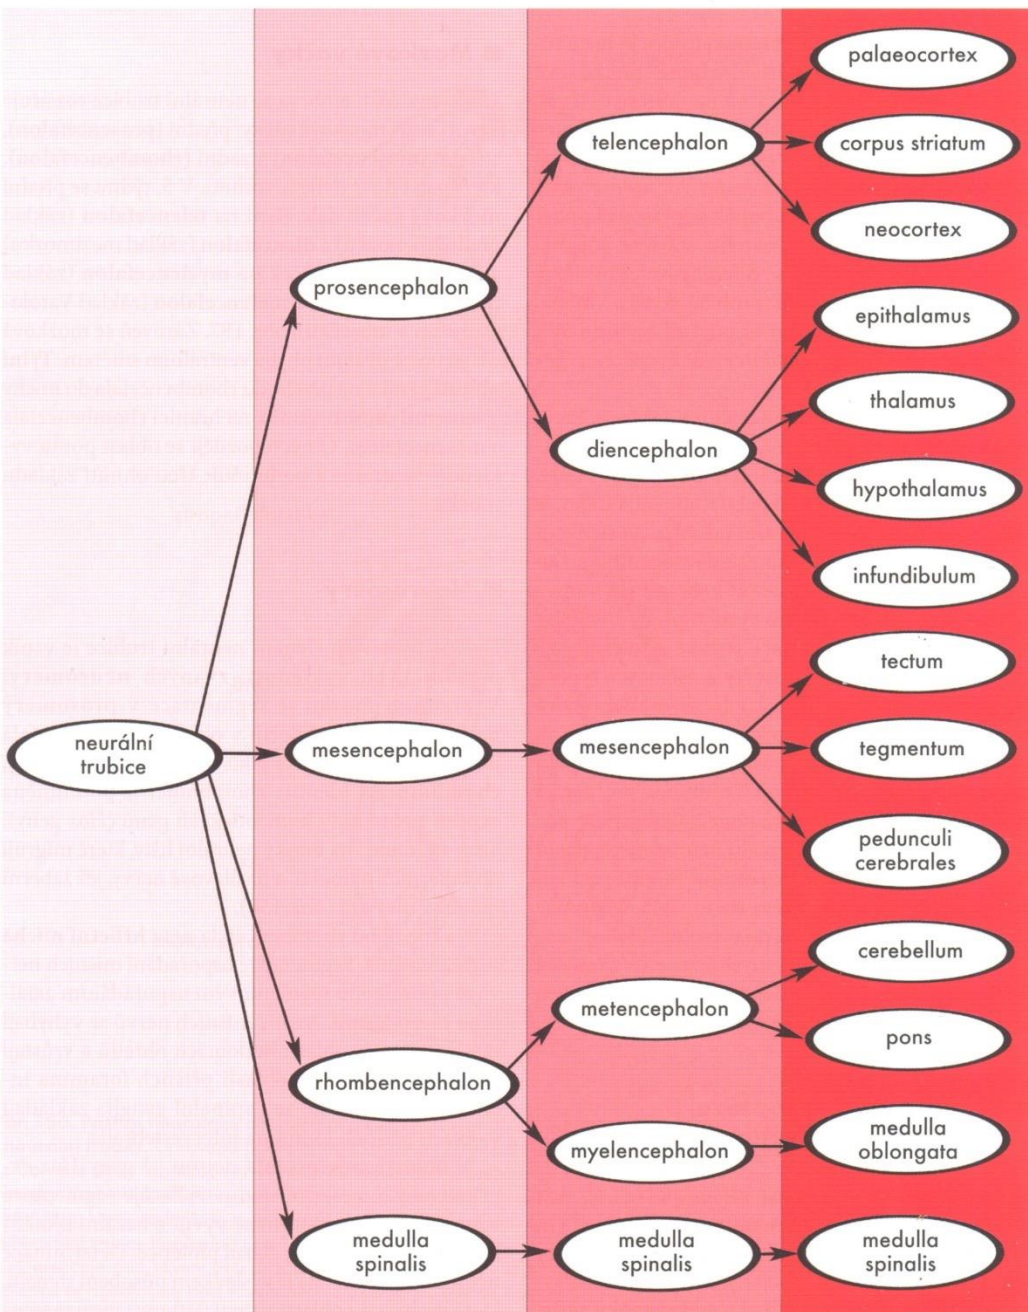 palaeocortex
telencephalon
corpus striatum
neocortex
prosencephalon
epithalamus
thalamus
diencephalon
hypothalamus
infundibulum
tectum
neurální
trubice
mesencephalon
mesencephalon
tegmentum
pedunculi
cerebrales
cerebellum
metencephalon
pons
rhombencephalon
medulla
oblongata
myelencephalon
medulla
spinalis
medulla
spinalis
medulla
spinalis